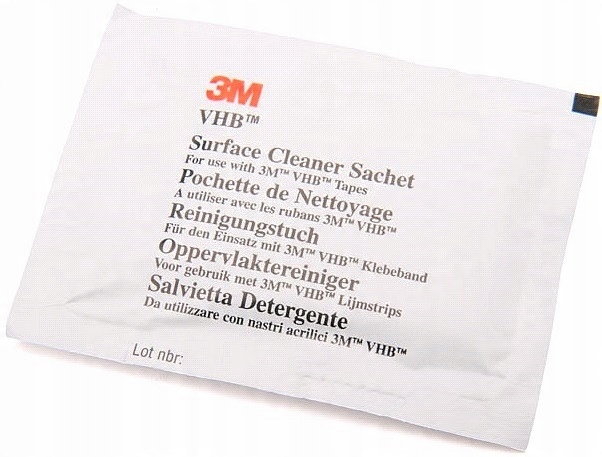 3M
VHB™
Surface Cleaner Sachet
For use with 3M™ VHB™ Tapes
Pochette de Nettoyage
A utiliser avec les rubans 3M™ VHB™
Reinigungstuch
Für den Einsatz mit 3M™ VHB™ Klebeband
Oppervlaktereiniger
Voor gebruik met 3M™ VHB™ Lijmstrips
Salvietta Detergente
Da utilizzare con nastri acrilici 3M™ VHB™
Lot nbr: